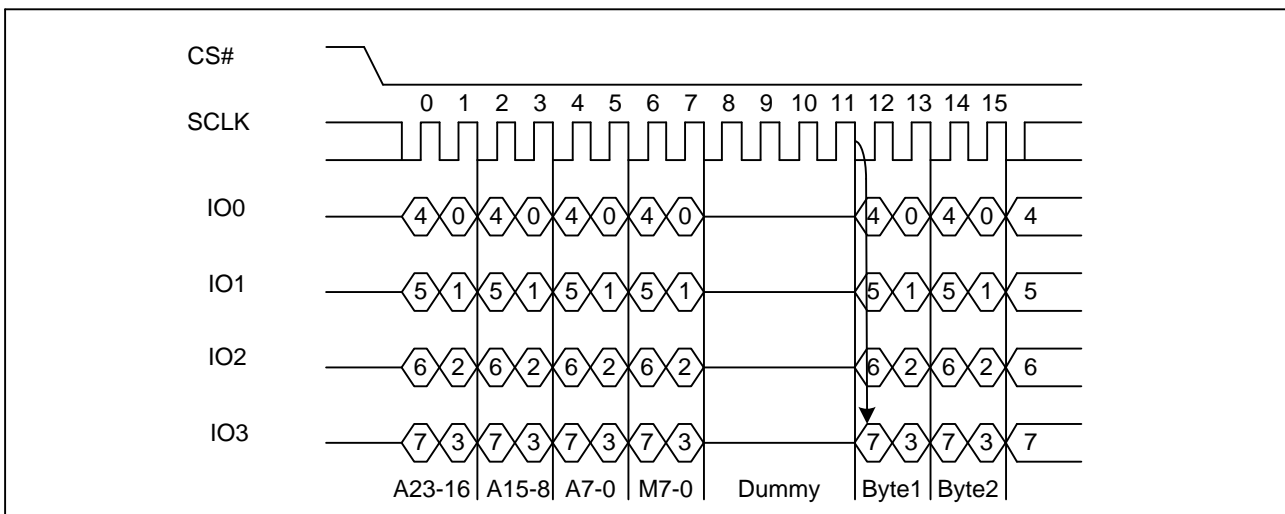 CS#
0 1 2 3 4 5 6 7 8 9 10 11 12 13 14 15
SCLK
IO0 4 0 4 0 4 0 4 0 4 0 4 0 4
IO1 5 1 5 1 5 1 5 1 5 1 5 1 5
IO2 6 2 6 2 6 2 6 2 6 2 6 2 6
IO3 7 3 7 3 7 3 7 3 7 3 7 3 7
A23-16 A15-8 A7-0 M7-0 Dummy Byte1 Byte2